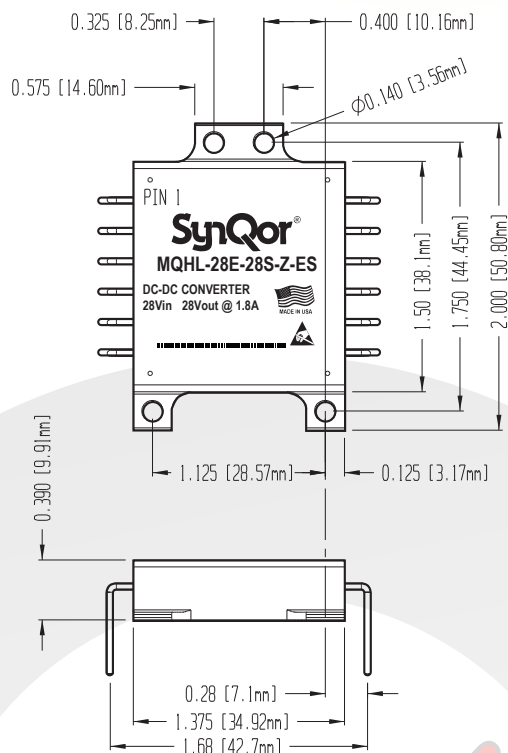 0.325 [8.25mm]
0.400 [10.16mm]
0.575 [14.60mm]
Ø0.140 [3.56mm]
PIN 1
SynQor®
MQHL-28E-28S-Z-ES
DC-DC CONVERTER
28Vin 28Vout @ 1.8A
MADE IN USA
1.50 [38.1mm]
1.750 [44.45mm]
2.000 [50.80mm]
1.125 [28.57mm]
0.125 [3.17mm]
0.390 [9.91mm]
0.28 [7.1mm]
1.375 [34.92mm]
1.68 [42.7mm]